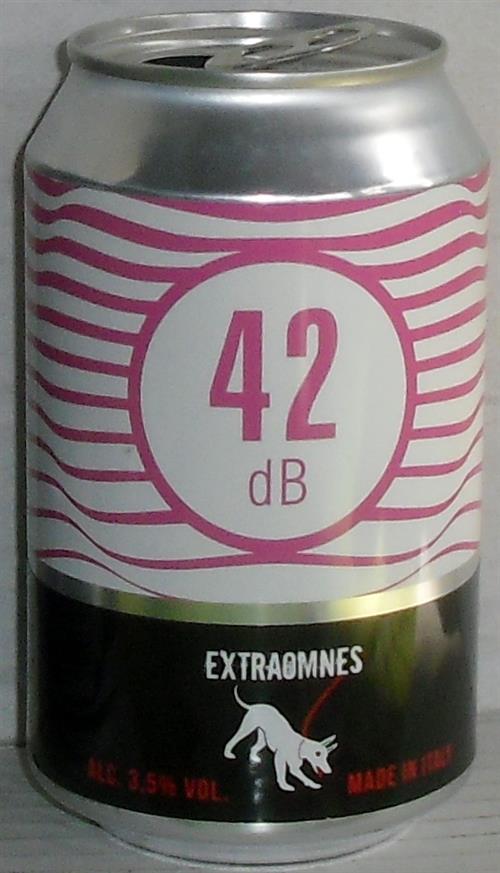 42
dB
EXTRAOMNES
ALC. 3,5% VOL.
MADE IN ITALY